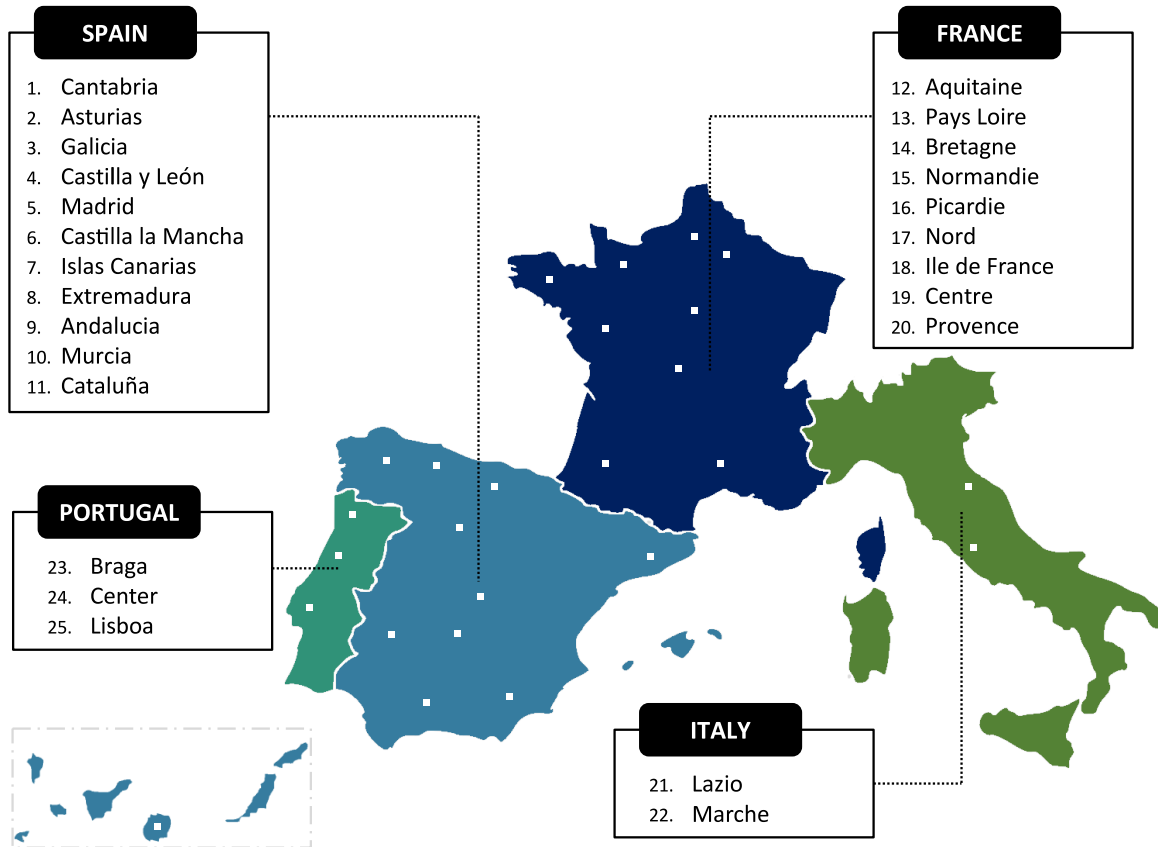 SPAIN
1. Cantabria
2. Asturias
3. Galicia
4. Castilla y León
5. Madrid
6. Castilla la Mancha
7. Islas Canarias
8. Extremadura
9. Andalucia
10. Murcia
11. Cataluña
FRANCE
12. Aquitaine
13. Pays Loire
14. Bretagne
15. Normandie
16. Picardie
17. Nord
18. Ile de France
19. Centre
20. Provence
PORTUGAL
23. Braga
24. Center
25. Lisboa
ITALY
21. Lazio
22. Marche